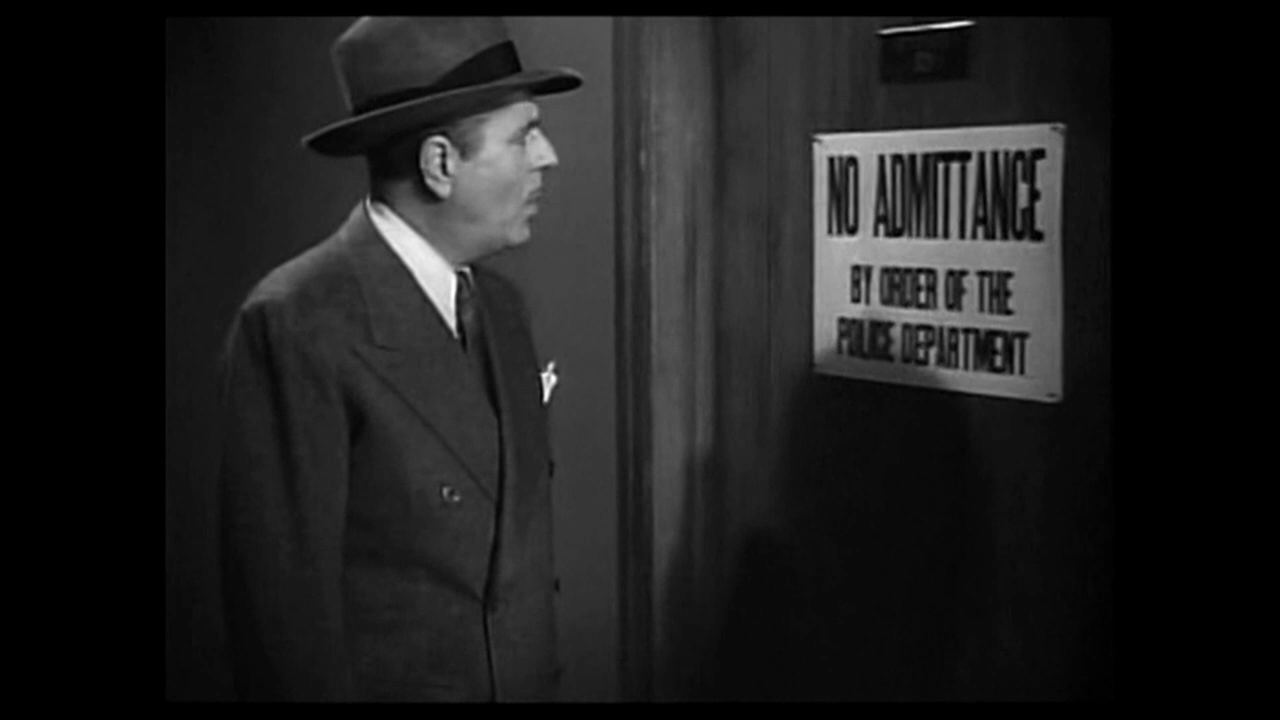 NO ADMITTANCE
BY ORDER OF THE
POLICE DEPARTMENT